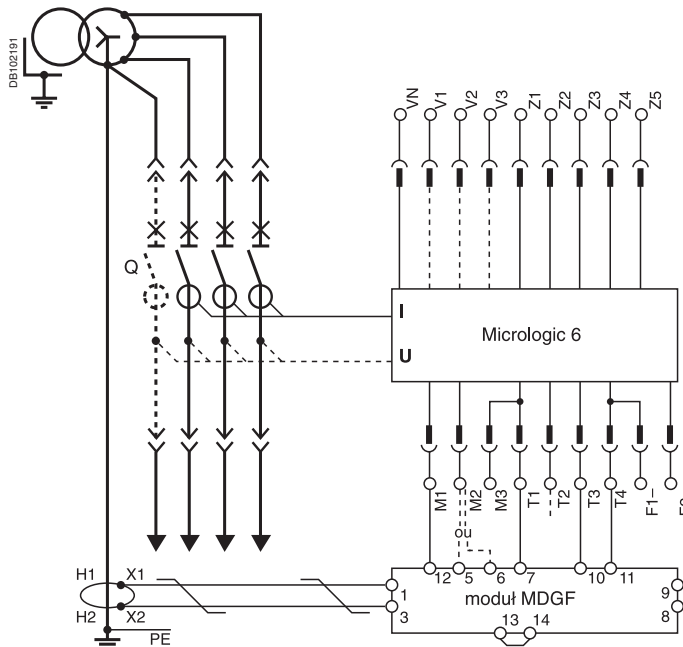 DB102191
VN V1 V2 V3 Z1 Z2 Z3 Z4 Z5
Q
I
Micrologic 6
U
M1 M2 M3 T1 T2 T3 T4 F1–
ou
12 5 6 7 10 11
H1 X1
1
moduł MDGF
9
H2 X2
3
8
13 14
PE